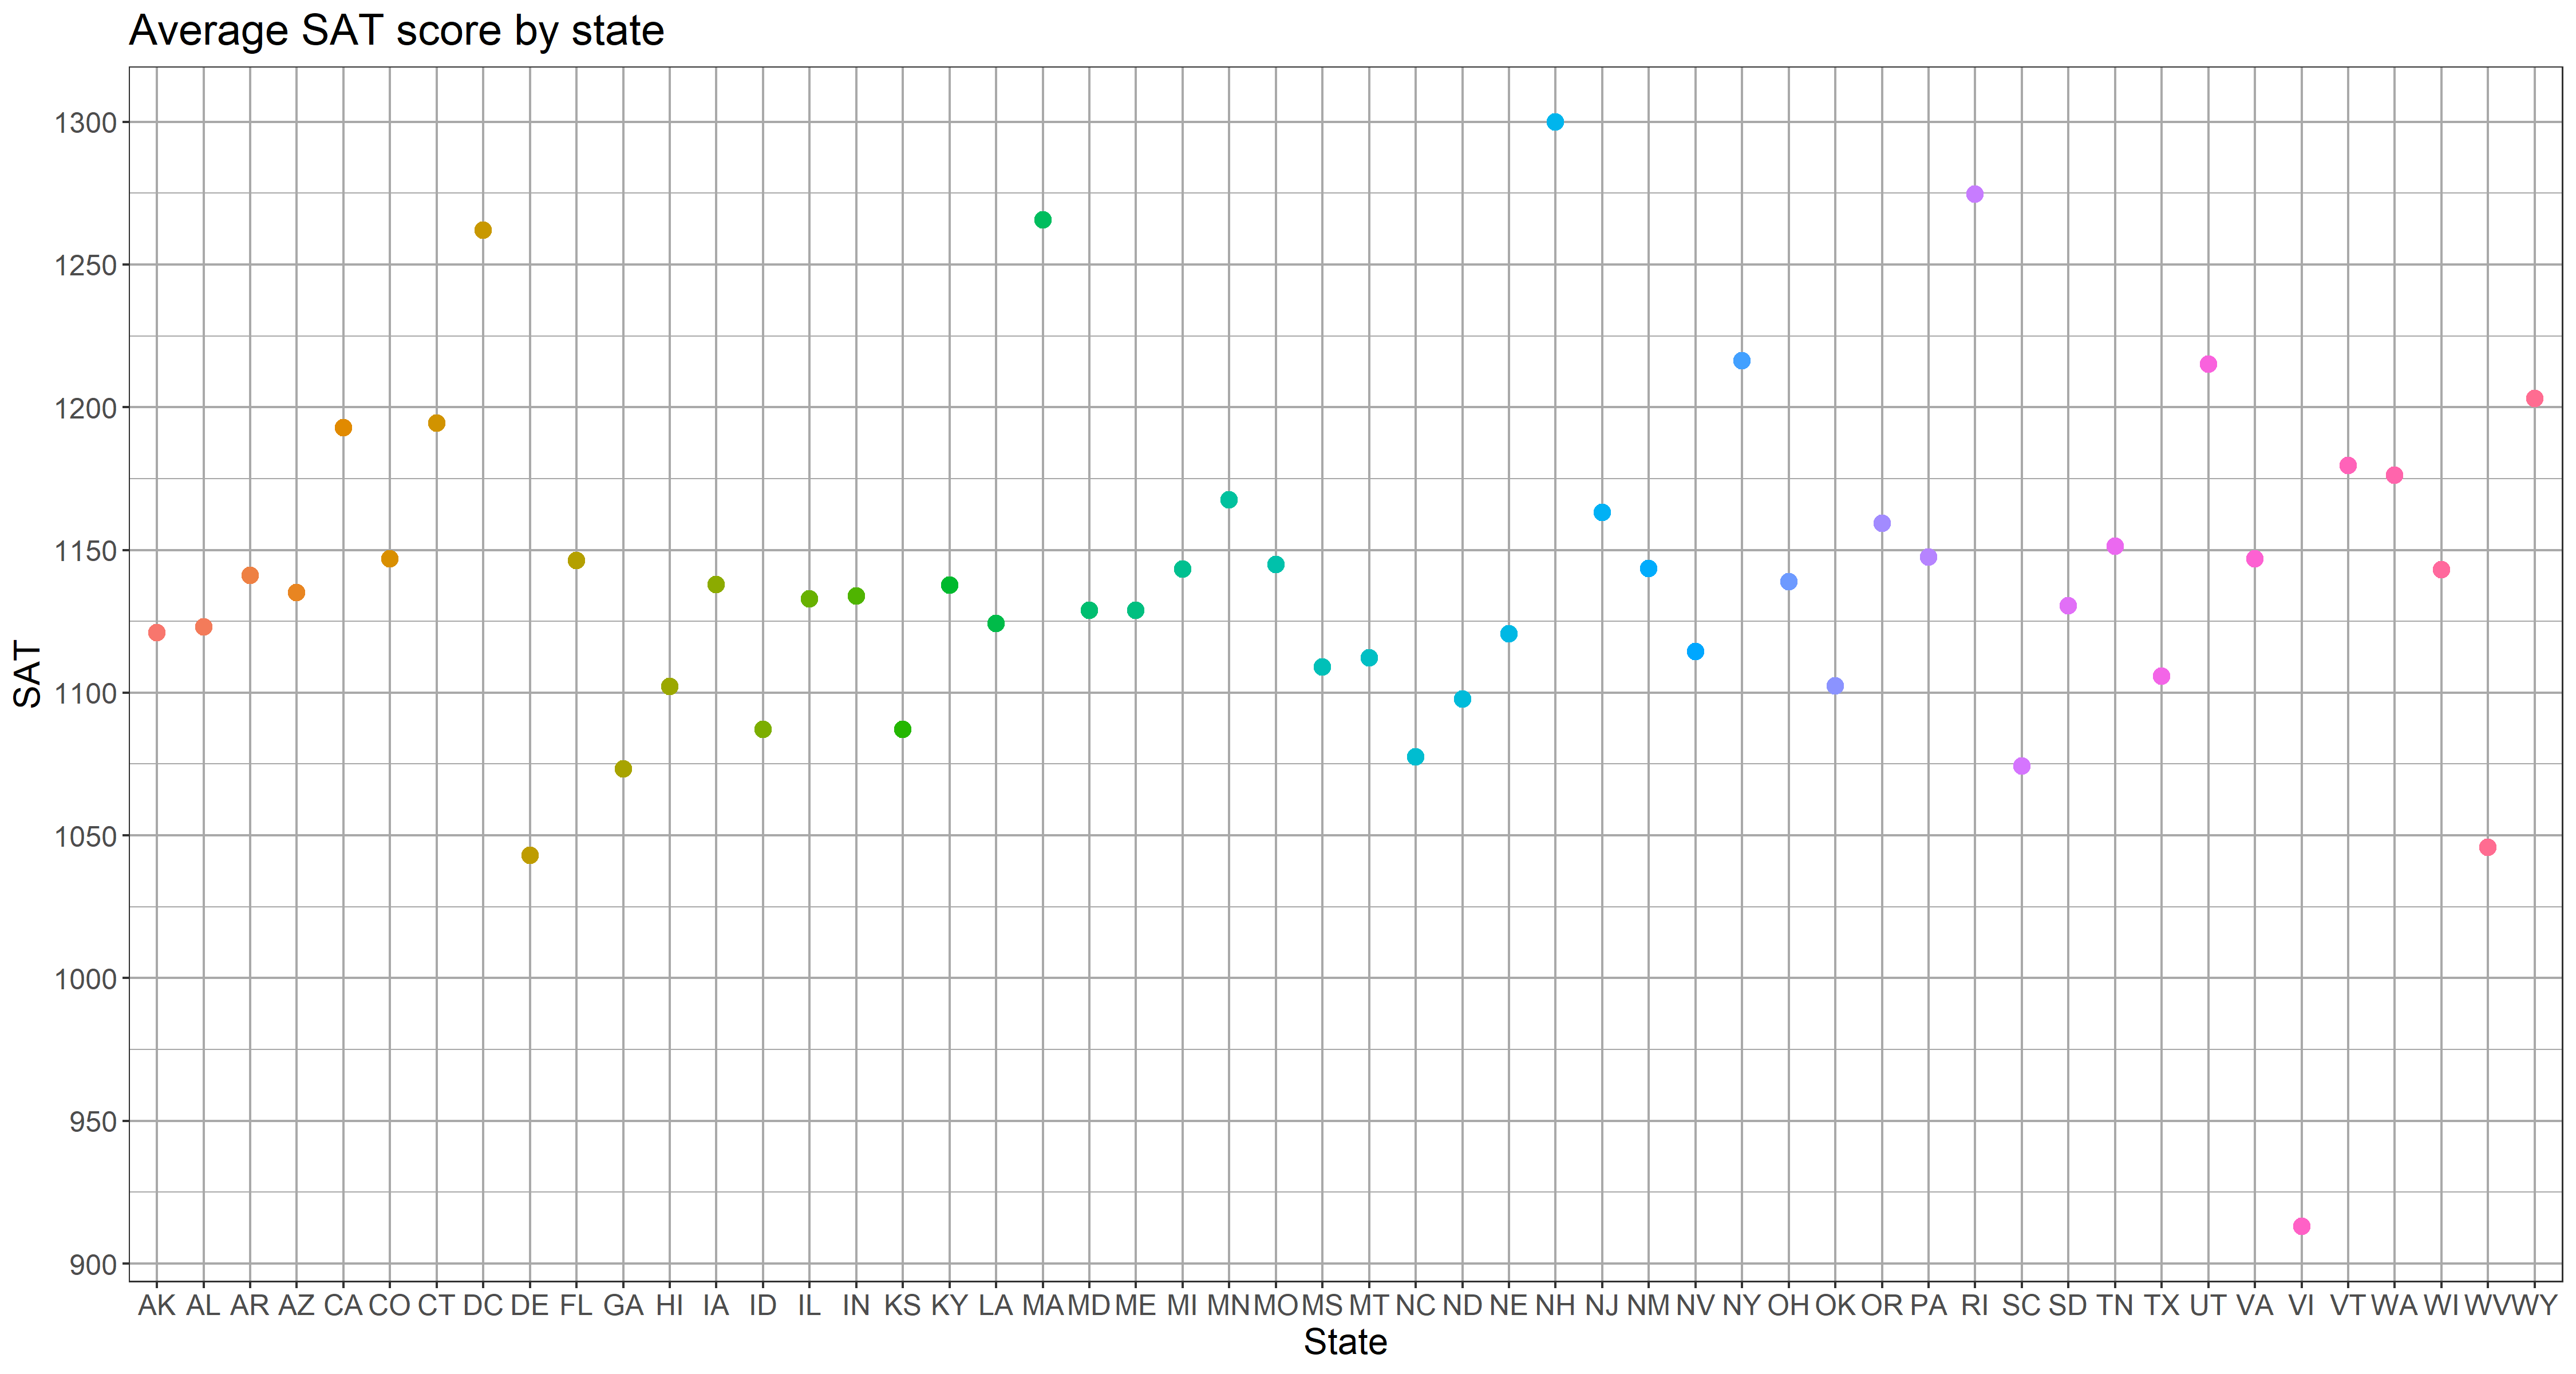 Average SAT score by state
1300
1250
1200
1150
1100
1050
1000
950
900
SAT
AK AL AR AZ CA CO CT DC DE FL GA HI IA ID IL IN KS KY LA MA MD ME MI MN MO MS MT NC ND NE NH NJ NM NV NY OH OK OR PA RI SC SD TN TX UT VA VI VT WA WI WV WY
State